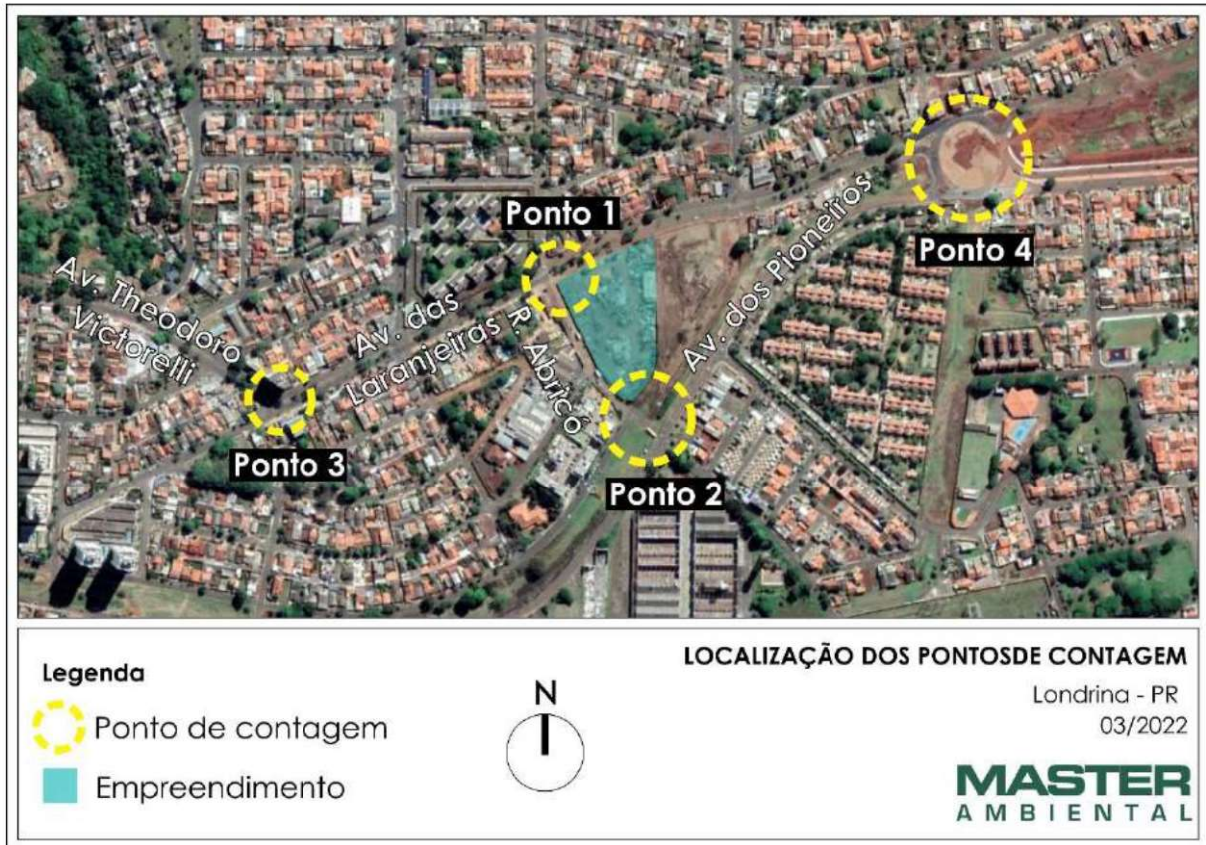 Ponto 1
Ponto 4
Av. Theodoro
Victorelli
Av. das
Laranjeiras
R. Abricó
Av. dos Pioneiros
Ponto 3
Ponto 2
Legenda
Ponto de contagem
Empreendimento
N
LOCALIZAÇÃO DOS PONTOSDE CONTAGEM
Londrina - PR
03/2022
MASTER
AMBIENTAL